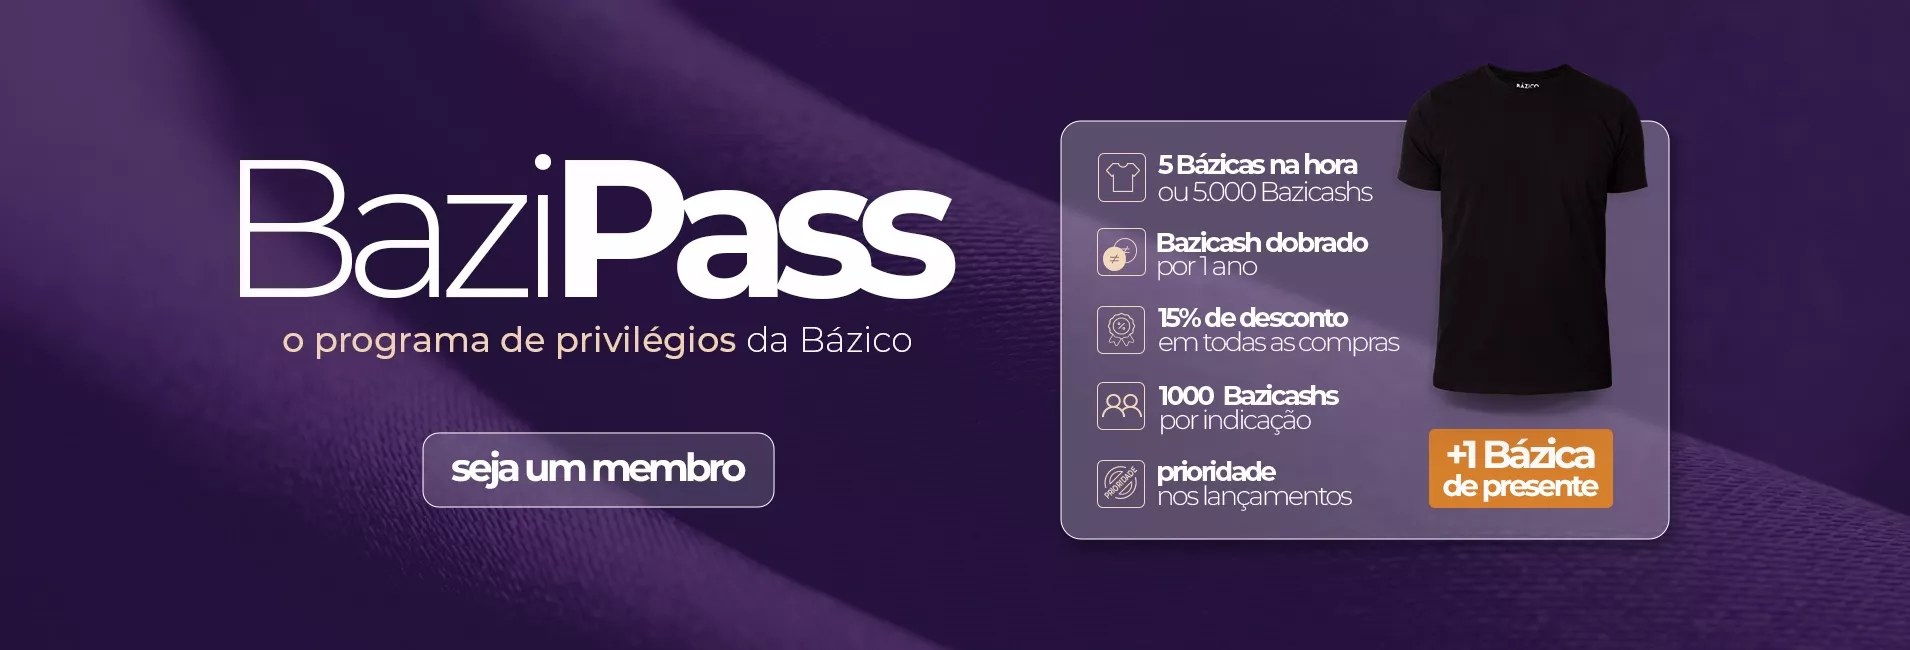 BaziPass
o programa de privilégios da Bázico
seja um membro
5 Bázicas na hora
ou 5.000 Bazicashs
Bazicash dobrado
por 1 ano
15% de desconto
em todas as compras
1000 Bazicashs
por indicação
PRIORIDADE
prioridade
nos lançamentos
BÁZICO
+1 Bázica
de presente